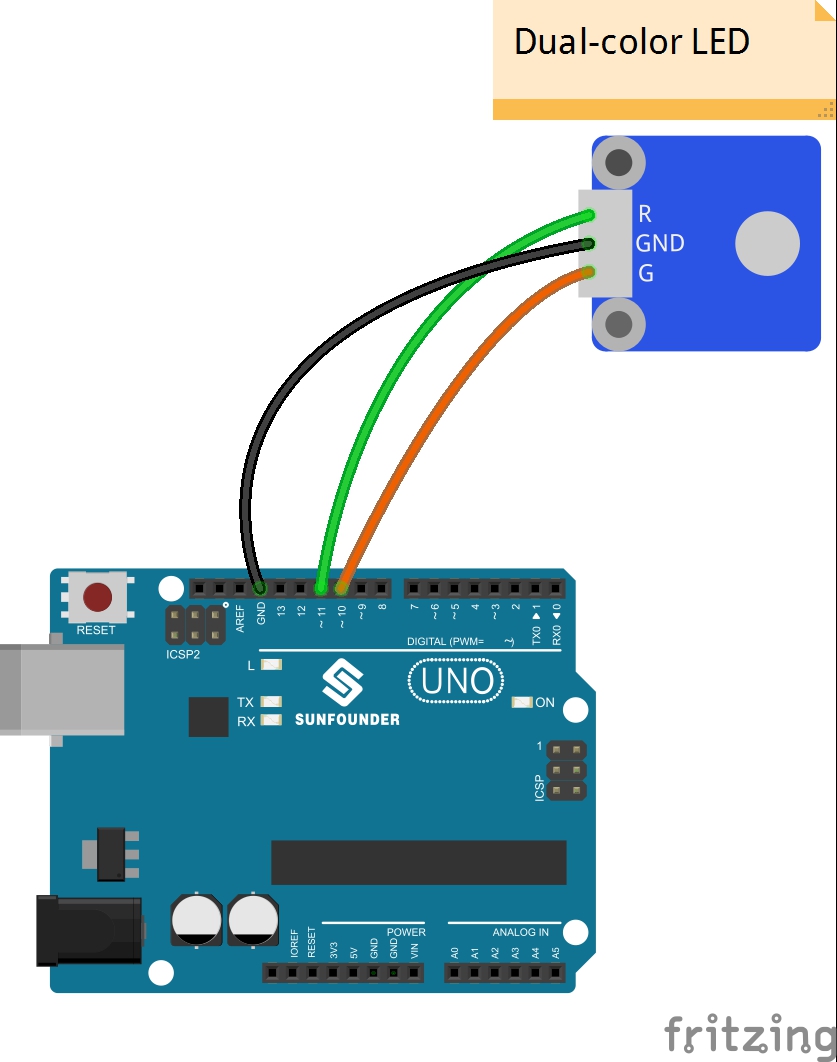 Dual-color LED
R
GND
G
RESET
ICSP2
AREF
GND
13
12
~ 11
~ 10
~ 9
8
7
~ 6
~ 5
4
~ 3
2
TX0 ▶ 1
RX0 ◀ 0
DIGITAL (PWM= ~)
L
TX
RX
SUNFOUNDER
UNO
ON
1
ICSP
IOREF
RESET
3V3
5V
GND
GND
VIN
POWER
ANALOG IN
A0
A1
A2
A3
A4
A5
fritzing